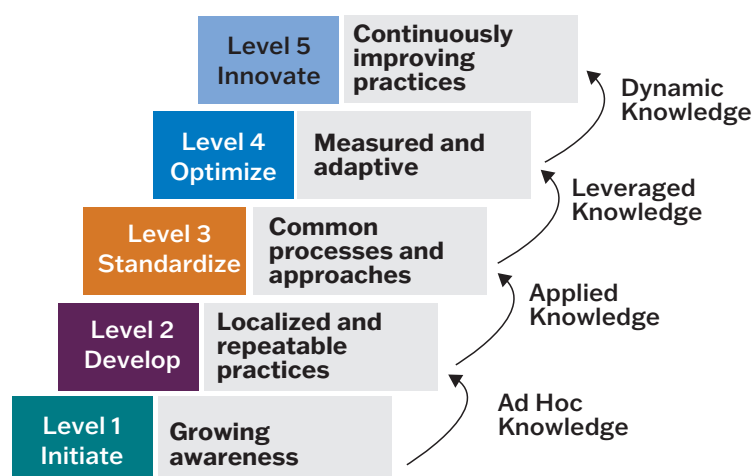 Level 5
Innovate
Continuously
improving
practices
Dynamic
Knowledge
Level 4
Optimize
Measured and
adaptive
Leveraged
Knowledge
Level 3
Standardize
Common
processes and
approaches
Applied
Knowledge
Level 2
Develop
Localized and
repeatable
practices
Ad Hoc
Knowledge
Level 1
Initiate
Growing
awareness